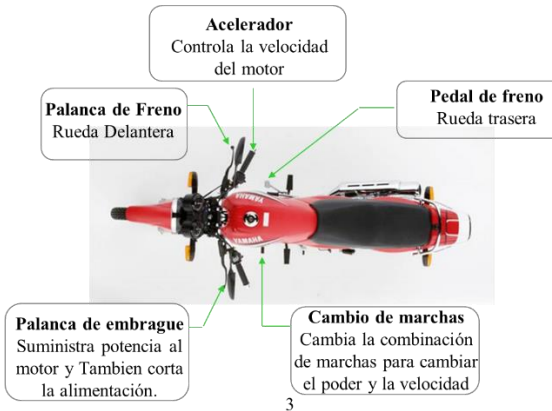 Acelerador
Controla la velocidad
del motor
Palanca de Freno
Rueda Delantera
Pedal de freno
Rueda trasera
YAMAHA
YAMAHA
Palanca de embrague
Suministra potencia al
motor y Tambien corta
la alimentación.
Cambio de marchas
Cambia la combinación
de marchas para cambiar
el poder y la velocidad
3